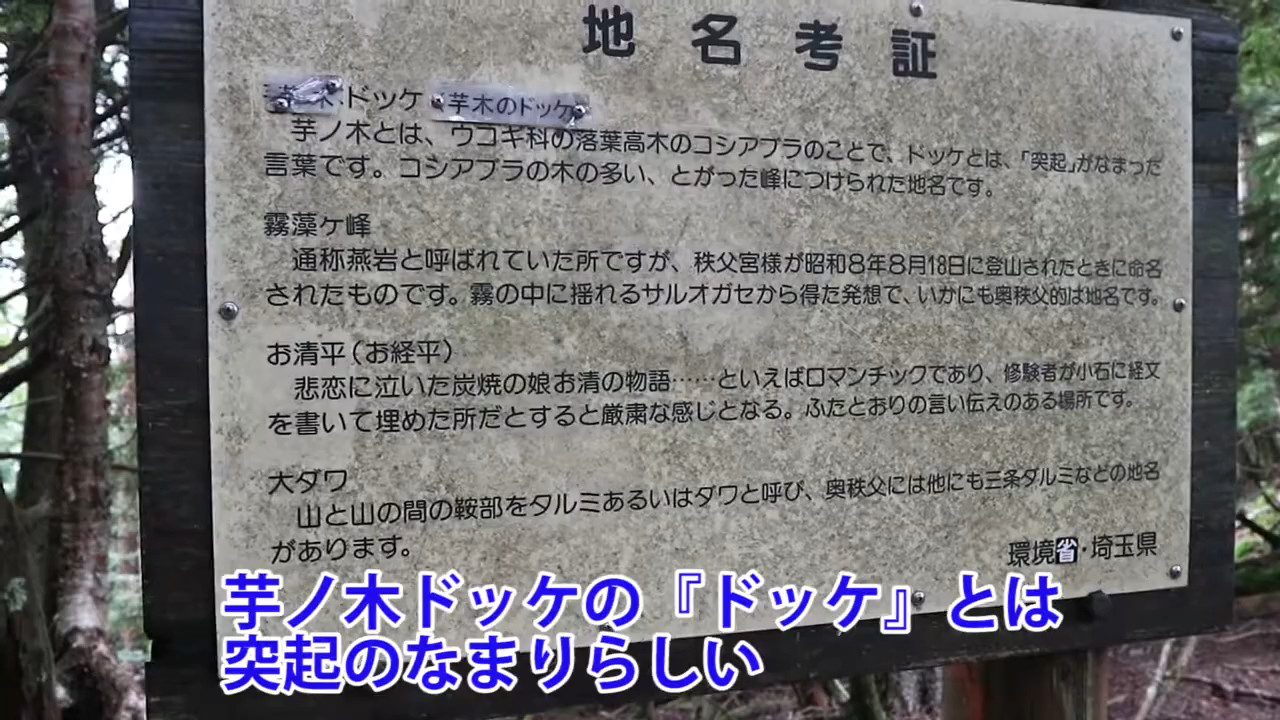 地名考証
ドッケ 芋木のドッケ
芋ノ木とは、ウコギ科の落葉高木のコシアブラのことで、ドッケとは、「突起」がなまった
言葉です。コシアブラの木の多い、とがった峰につけられた地名です。
霧藻ケ峰
通称燕岩と呼ばれていた所ですが、秩父宮様が昭和8年8月18日に登山されたときに命名
されたものです。霧の中に揺れるサルオガセから得た発想で、いかにも奥秩父的は地名です。
お清平(お経平)
悲恋に泣いた炭焼の娘お清の物語……といえばロマンチックであり、修験者が小石に経文
を書いて埋めた所だとすると厳粛な感じとなる。ふたとおりの言い伝えのある場所です。
大ダワ
山と山の間の鞍部をタルミあるいはダワと呼び、奥秩父には他にも三条ダルミなどの地名
があります。
環境省・埼玉県
芋ノ木ドッケの『ドッケ』とは
突起のなまりらしい